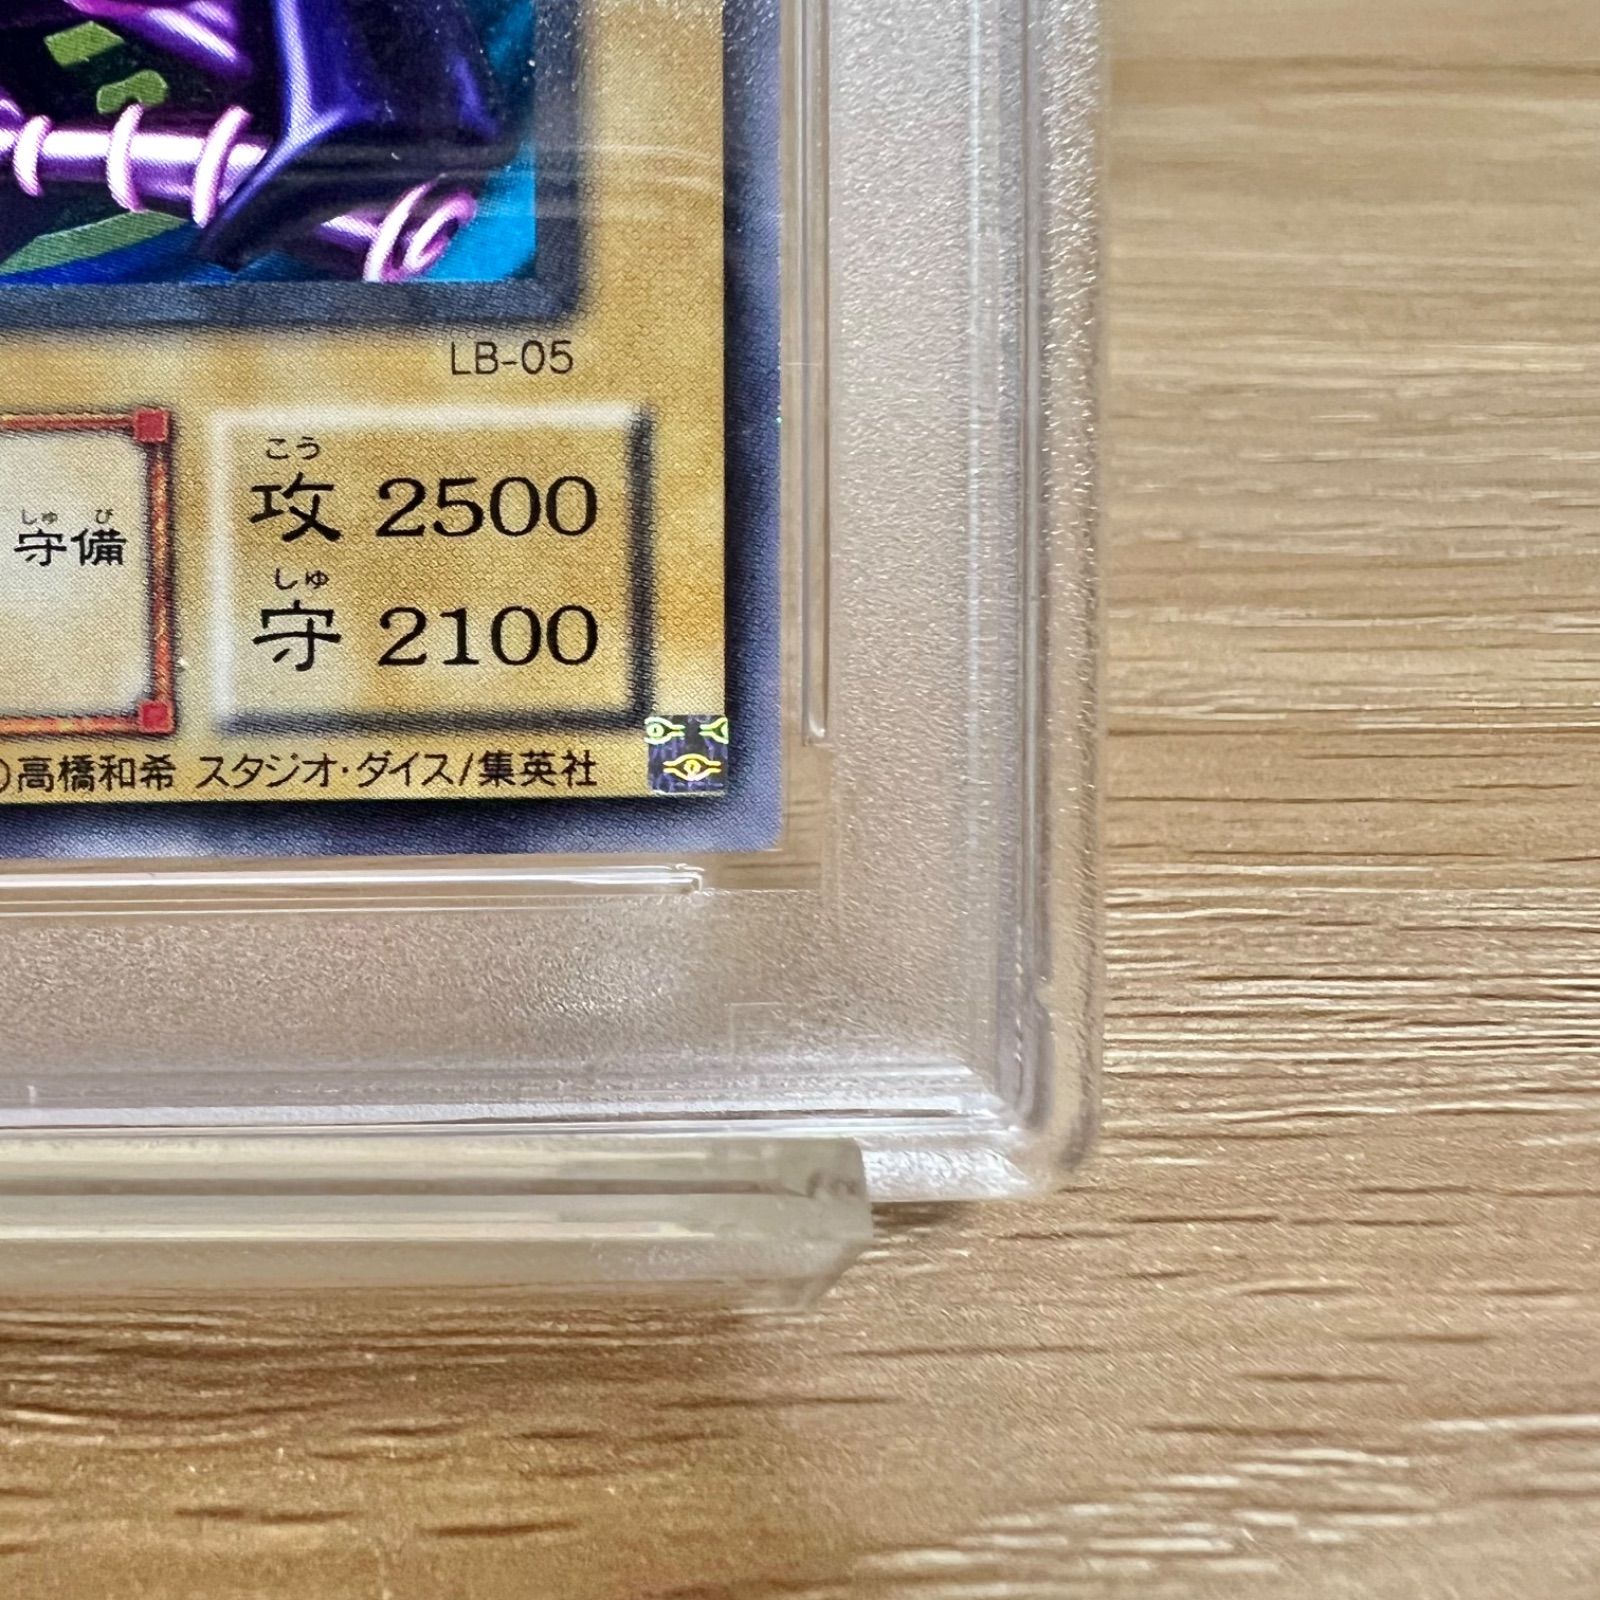 LB-05
こう
攻 2500
しゅ
守 2100
しゅ び
守備
©高橋和希 スタジオ・ダイス/集英社